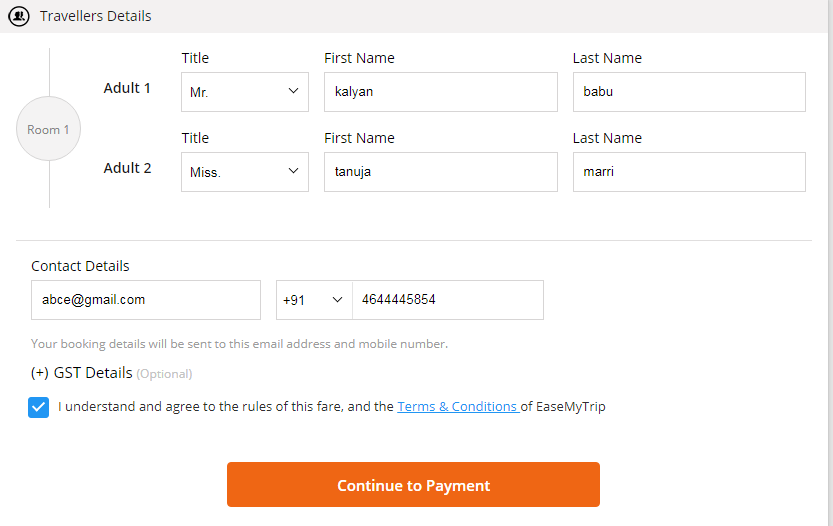 Travellers Details
Title First Name Last Name
Adult 1 Mr. kalyan babu
Room 1
Title First Name Last Name
Adult 2 Miss. tanuja marri
Contact Details
abce@gmail.com +91 4644445854
Your booking details will be sent to this email address and mobile number.
(+) GST Details (Optional)
I understand and agree to the rules of this fare, and the Terms & Conditions of EaseMyTrip
Continue to Payment